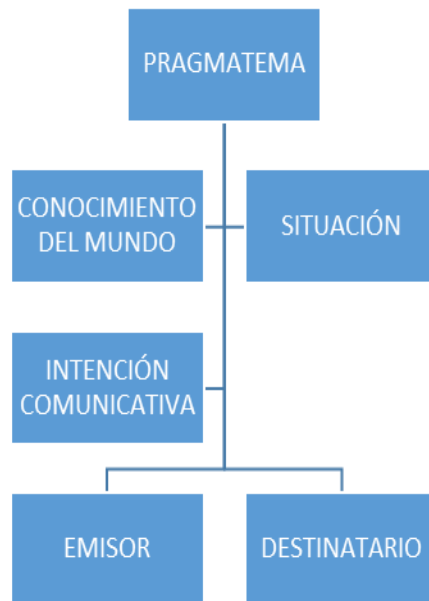 PRAGMATEMA
CONOCIMIENTO
DEL MUNDO
SITUACIÓN
INTENCIÓN
COMUNICATIVA
EMISOR
DESTINATARIO